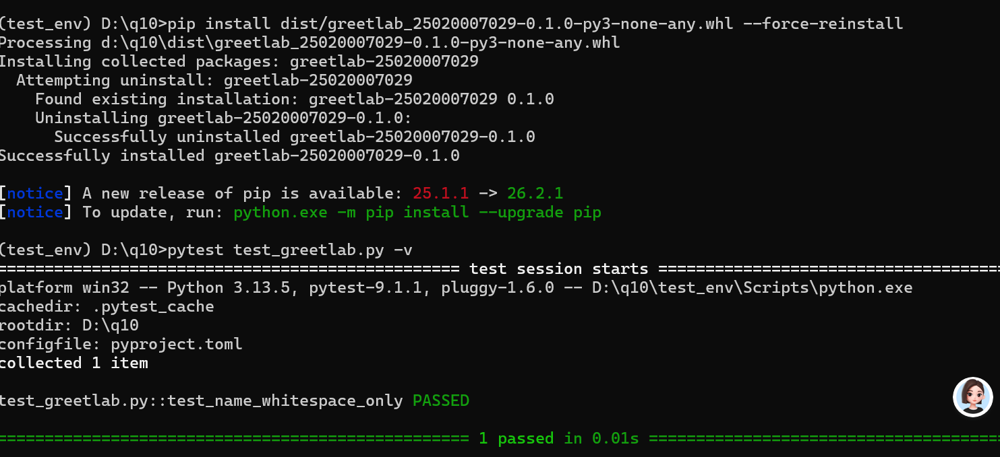 (test_env) D:\q10>pip install dist/greetlab_25020007029-0.1.0-py3-none-any.whl --force-reinstall
Processing d:\q10\dist\greetlab_25020007029-0.1.0-py3-none-any.whl
Installing collected packages: greetlab-25020007029
  Attempting uninstall: greetlab-25020007029
    Found existing installation: greetlab-25020007029 0.1.0
    Uninstalling greetlab-25020007029-0.1.0:
      Successfully uninstalled greetlab-25020007029-0.1.0
Successfully installed greetlab-25020007029-0.1.0
[notice] A new release of pip is available: 25.1.1 -> 26.2.1
[notice] To update, run: python.exe -m pip install --upgrade pip
(test_env) D:\q10>pytest test_greetlab.py -v
================================================= test session starts =====================================
platform win32 -- Python 3.13.5, pytest-9.1.1, pluggy-1.6.0 -- D:\q10\test_env\Scripts\python.exe
cachedir: .pytest_cache
rootdir: D:\q10
configfile: pyproject.toml
collected 1 item
test_greetlab.py::test_name_whitespace_only PASSED
================================================== 1 passed in 0.01s ======================================